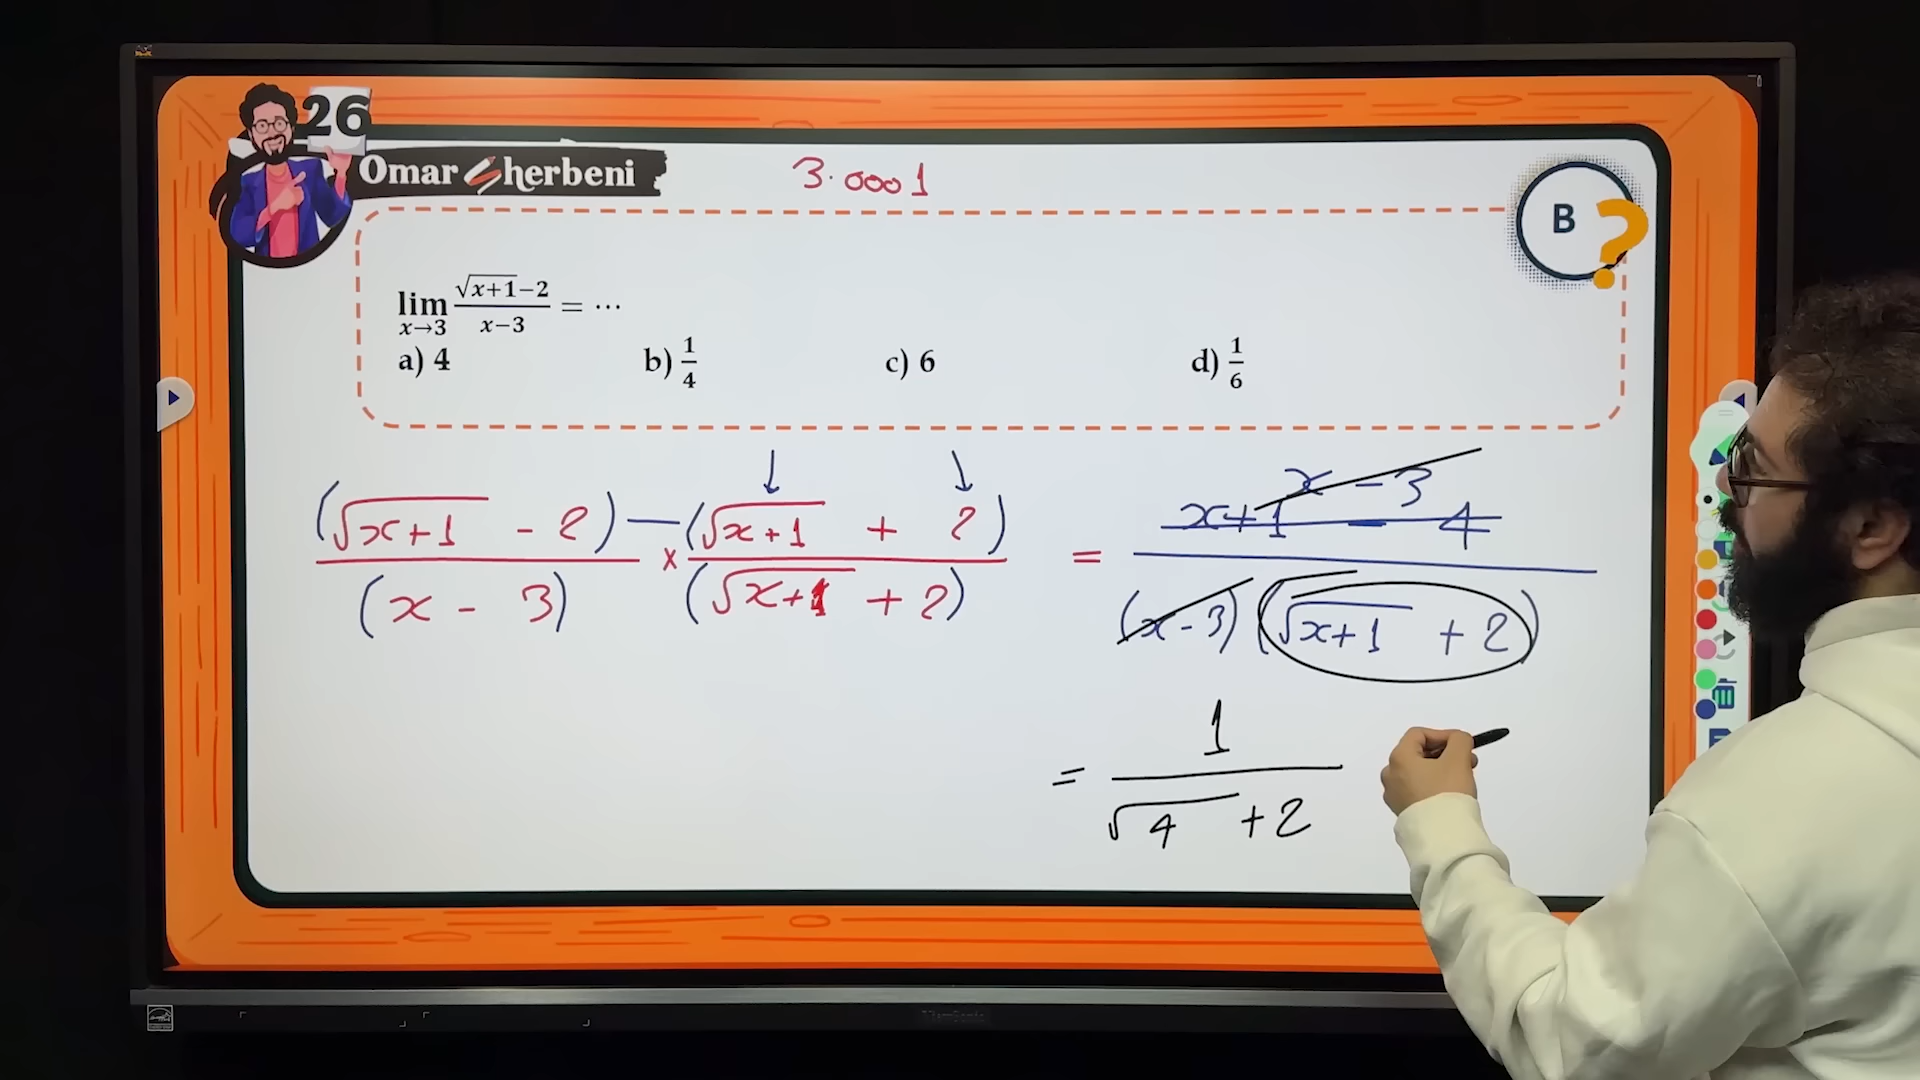 26
Omar Sherbeni
3.0001
B ?
lim x→3 √x+1−2 / x−3 = ...
a) 4 b) 1/4 c) 6 d) 1/6
(√x+1 - 2) / (x - 3) × (√x+1 + 2) / (√x+1 + 2) = x - 3
x+1 - 4 / (x-3) (√x+1 + 2)
= 1 / √4 + 2